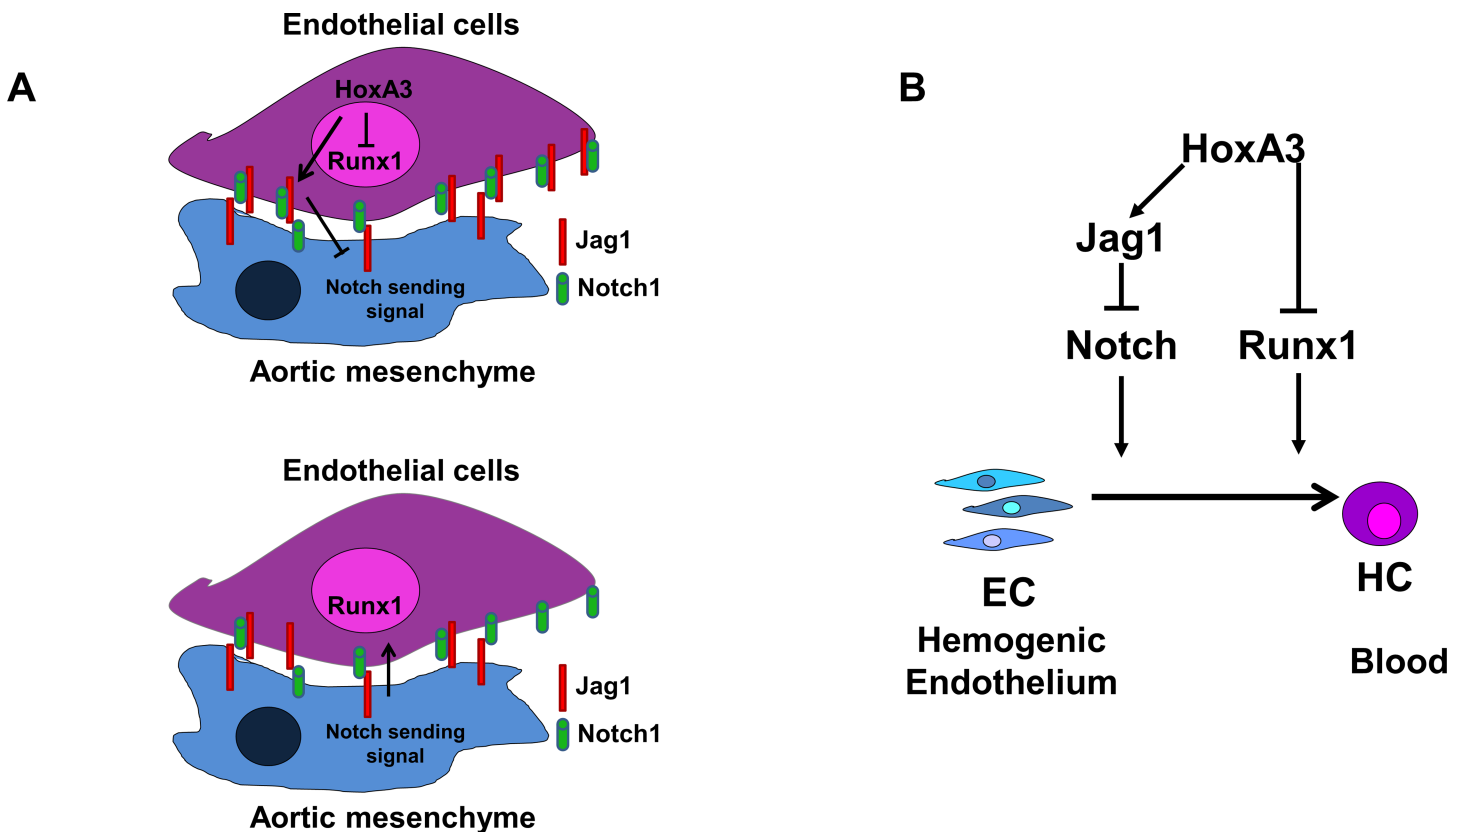 A
Endothelial cells
HoxA3
Runx1
Jag1
Notch1
Notch sending
signal
Aortic mesenchyme
Endothelial cells
Runx1
Jag1
Notch1
Notch sending
signal
Aortic mesenchyme
B
HoxA3
Jag1
Notch
Runx1
EC
Hemogenic
Endothelium
HC
Blood